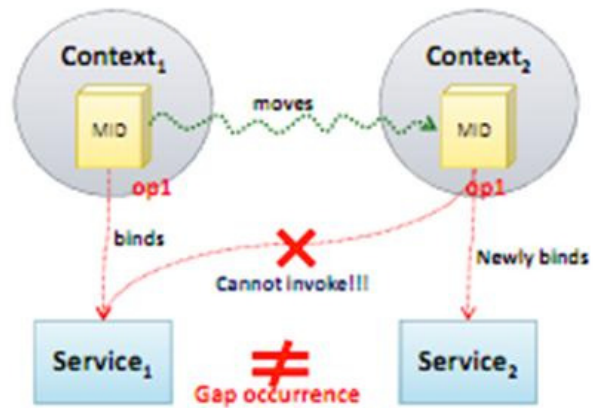 Context1 Context2
moves
MID MID
op1 op1
binds
Newly binds
Cannot invoke!!!
Service1 ≠ Service2
Gap occurrence